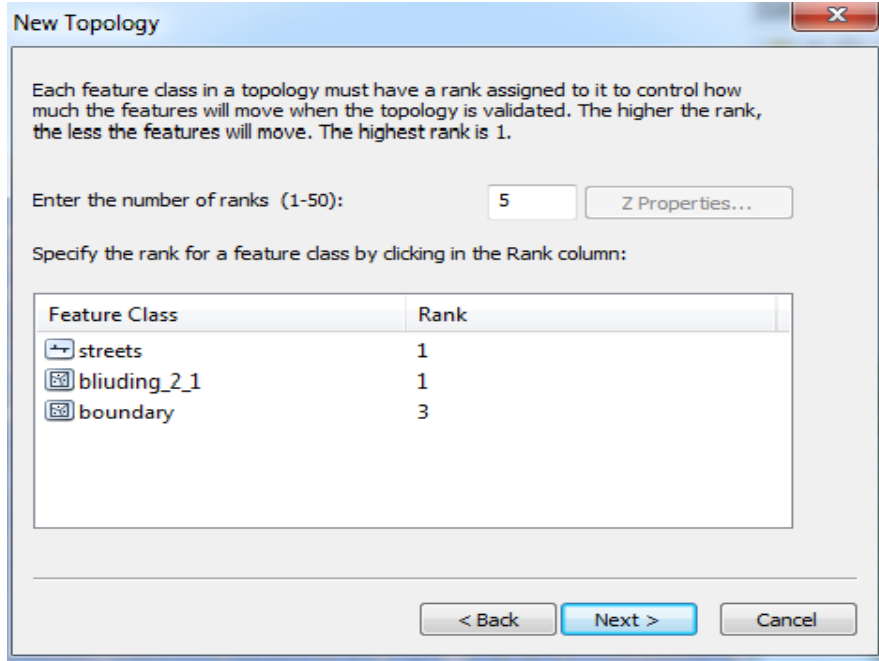 New Topology
Each feature class in a topology must have a rank assigned to it to control how
much the features will move when the topology is validated. The higher the rank,
the less the features will move. The highest rank is 1.
Enter the number of ranks (1-50): 5 Z Properties...
Specify the rank for a feature class by clicking in the Rank column:
Feature Class Rank
streets 1
bliuding_2_1 1
boundary 3
< Back Next > Cancel